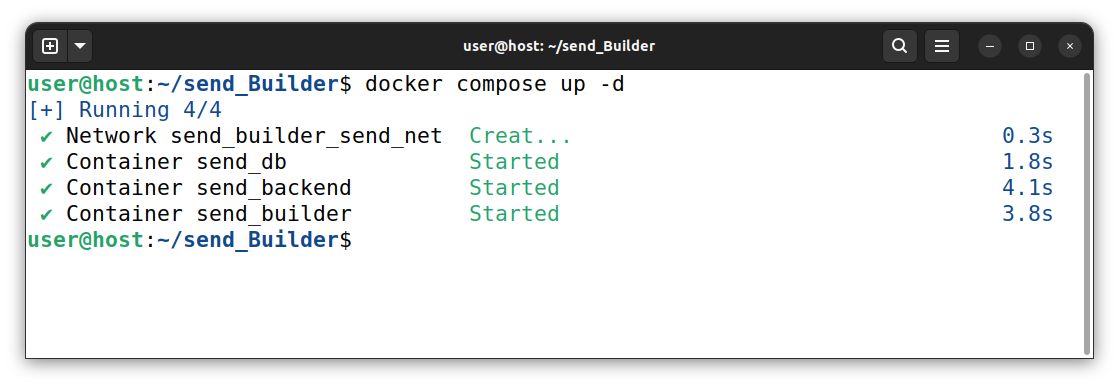 user@host: ~/send_Builder
user@host:~/send_Builder$ docker compose up -d
[+] Running 4/4
✔ Network send_builder_send_net  Creat...  0.3s
✔ Container send_db  Started  1.8s
✔ Container send_backend  Started  4.1s
✔ Container send_builder  Started  3.8s
user@host:~/send_Builder$